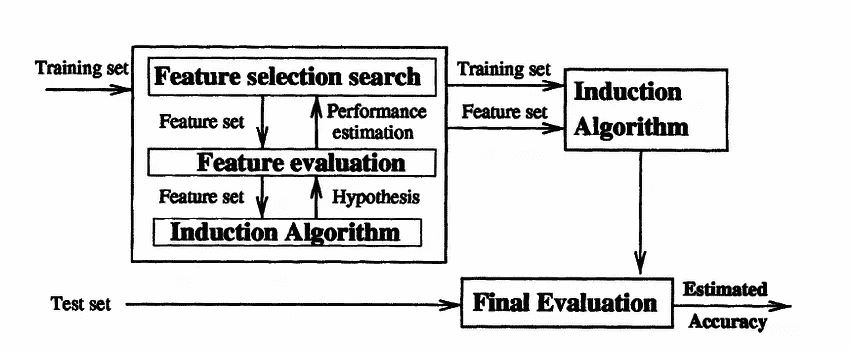 Training set
Feature selection search
Training set
Feature set
Performance
estimation
Feature set
Induction
Algorithm
Feature evaluation
Feature set
Hypothesis
Induction Algorithm
Test set
Final Evaluation
Estimated
Accuracy